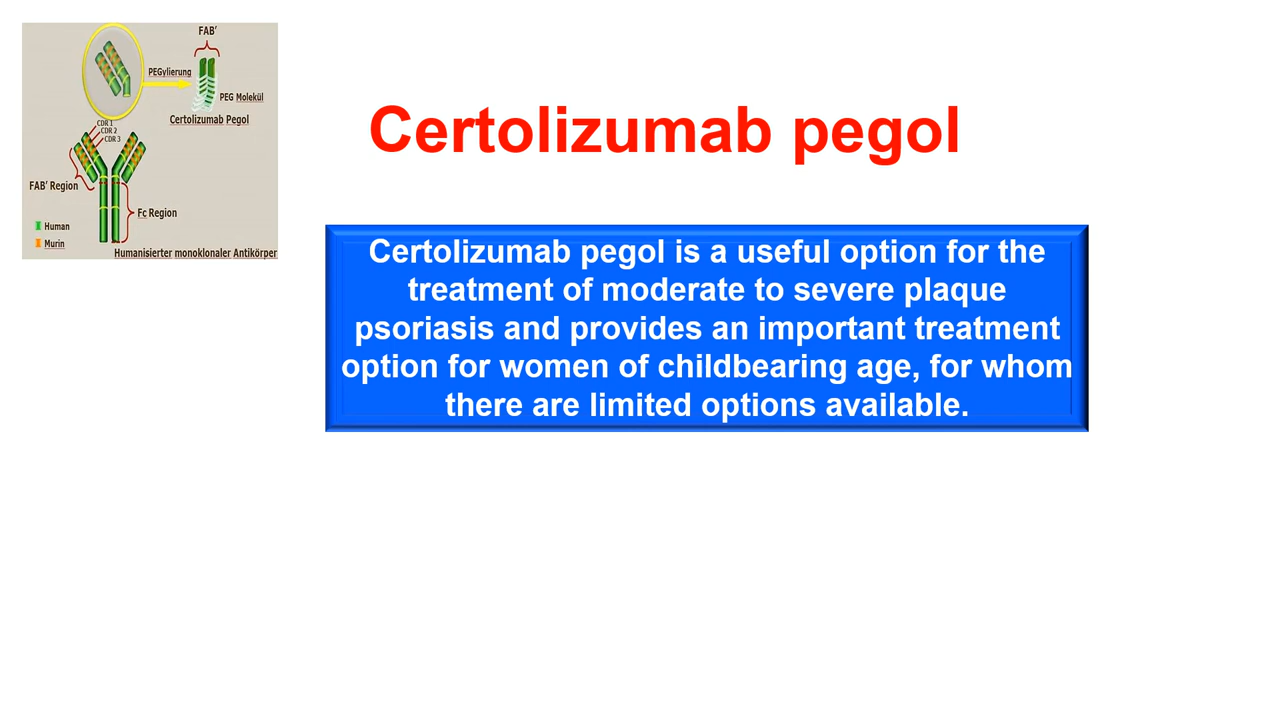 FAB'
PEGylierung
PEG Molekül
Certolizumab Pegol
CDR 1
CDR 2
CDR 3
FAB' Region
Fc Region
Human
Murin
Humanisierter monoklonaler Antikörper
Certolizumab pegol
Certolizumab pegol is a useful option for the
treatment of moderate to severe plaque
psoriasis and provides an important treatment
option for women of childbearing age, for whom
there are limited options available.